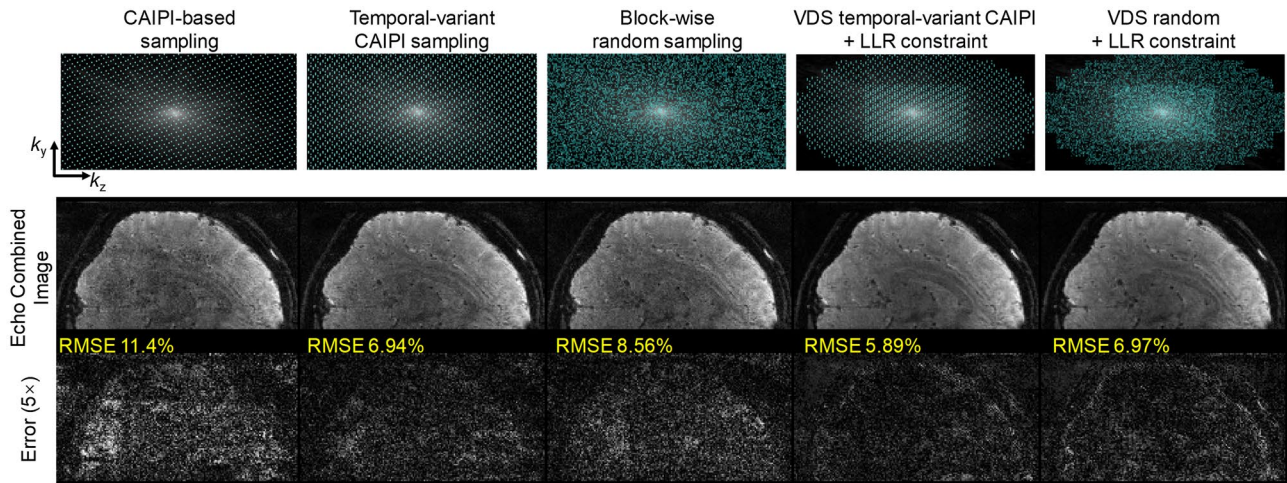 CAIPI-based
sampling
Temporal-variant
CAIPI sampling
Block-wise
random sampling
VDS temporal-variant CAIPI
+ LLR constraint
VDS random
+ LLR constraint
ky
kz
Echo Combined
Image
RMSE 11.4%
RMSE 6.94%
RMSE 8.56%
RMSE 5.89%
RMSE 6.97%
Error (5×)